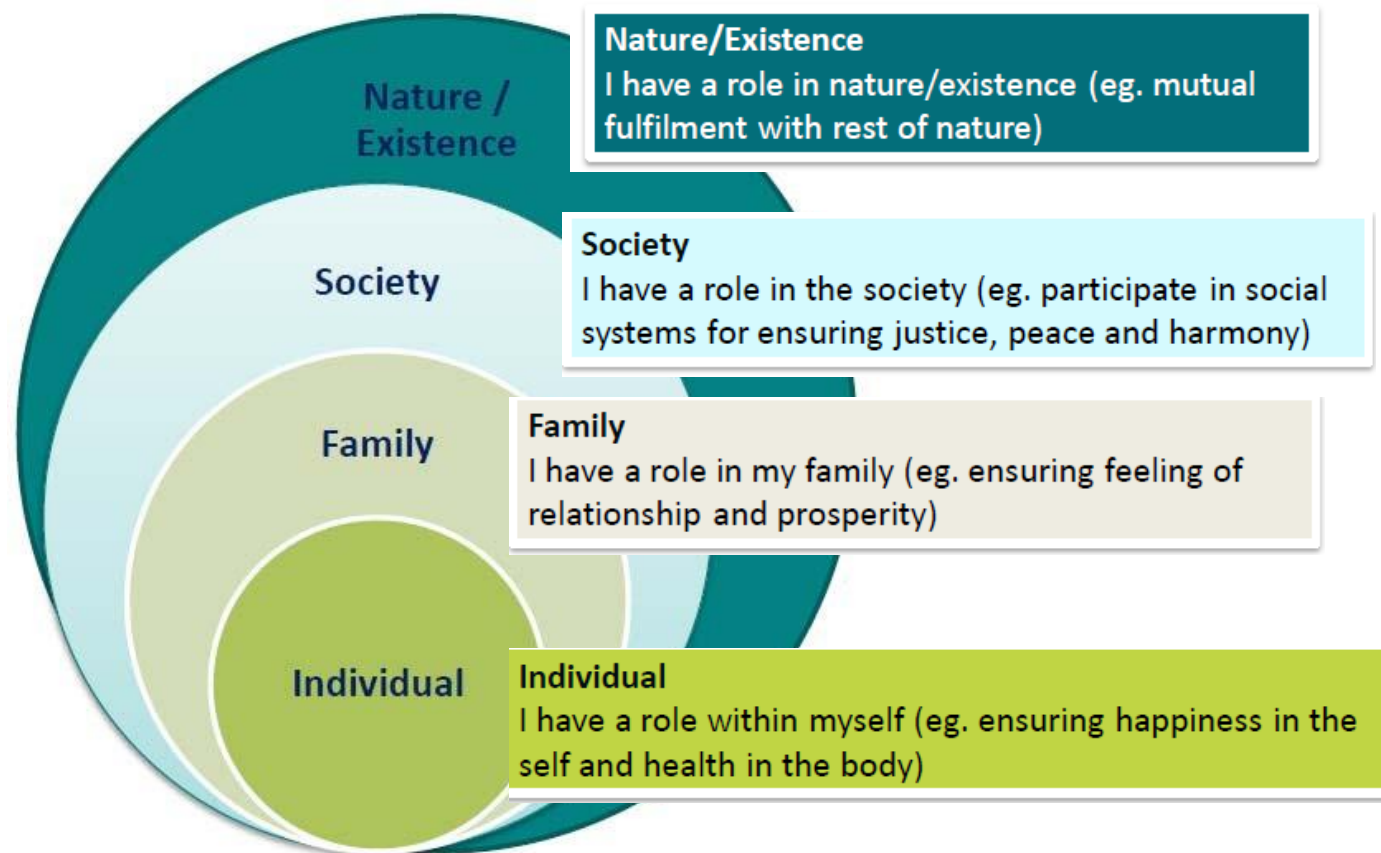 Nature /
Existence
Nature/Existence
I have a role in nature/existence (eg. mutual
fulfilment with rest of nature)
Society
Society
I have a role in the society (eg. participate in social
systems for ensuring justice, peace and harmony)
Family
Family
I have a role in my family (eg. ensuring feeling of
relationship and prosperity)
Individual
Individual
I have a role within myself (eg. ensuring happiness in the
self and health in the body)